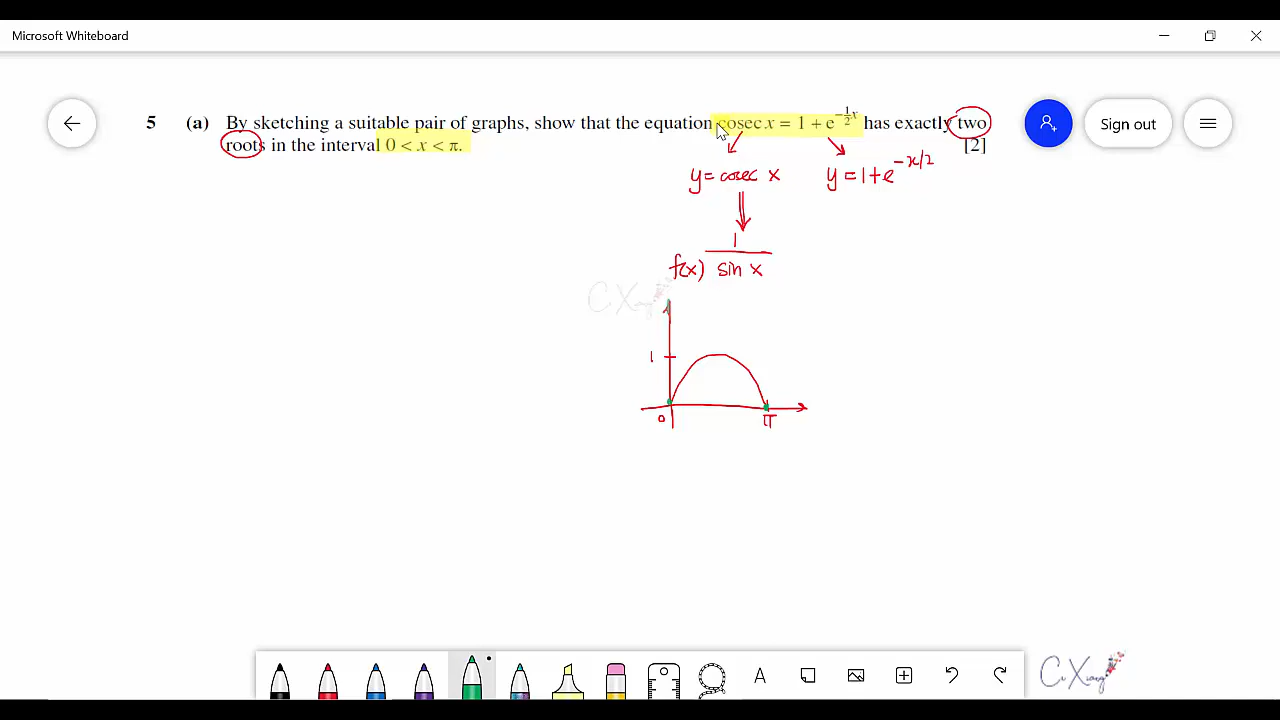 Microsoft Whiteboard
5 (a) By sketching a suitable pair of graphs, show that the equation cosec x = 1 + e^{-\frac{1}{2}x} has exactly two
roots in the interval 0 < x < π. [2]
Sign out
y = cosec x
y = 1 + e^{-x/2}
1
f(x) sin x
1
0 π
A